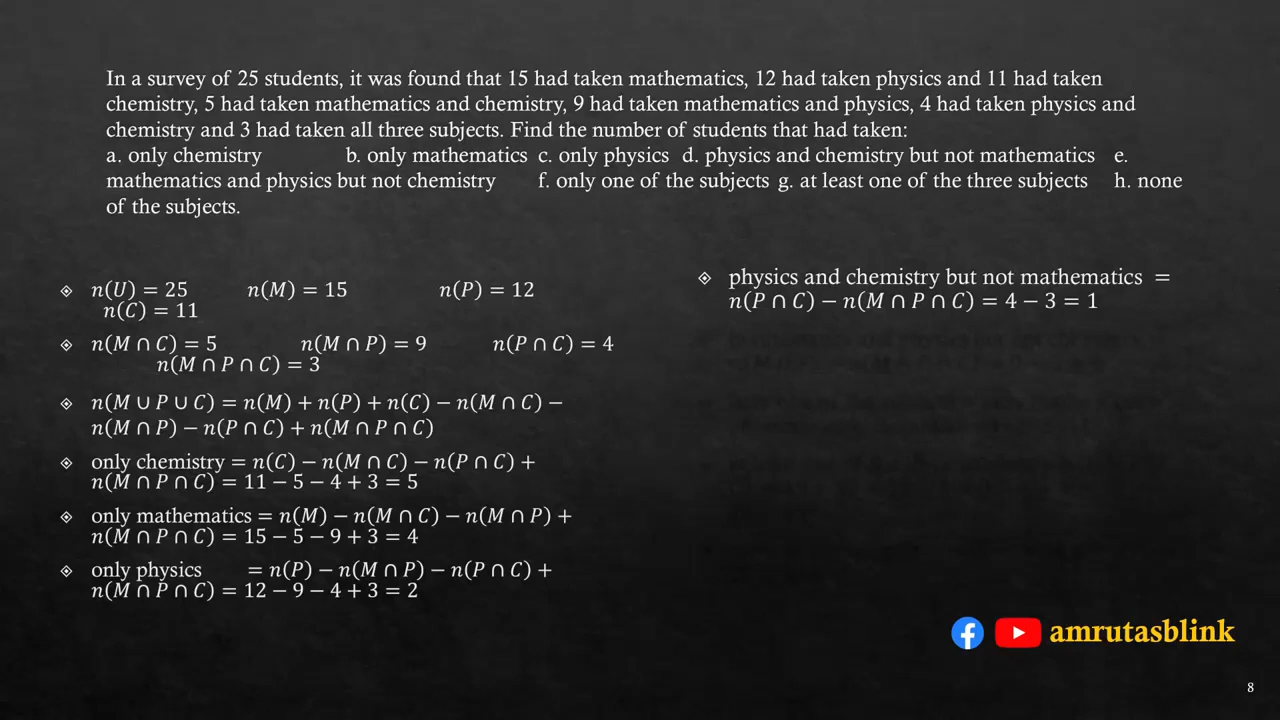 In a survey of 25 students, it was found that 15 had taken mathematics, 12 had taken physics and 11 had taken
chemistry, 5 had taken mathematics and chemistry, 9 had taken mathematics and physics, 4 had taken physics and
chemistry and 3 had taken all three subjects. Find the number of students that had taken:
a. only chemistry b. only mathematics c. only physics d. physics and chemistry but not mathematics e.
mathematics and physics but not chemistry f. only one of the subjects g. at least one of the three subjects h. none
of the subjects.
n(U) = 25 n(M) = 15 n(P) = 12
n(C) = 11
n(M ∩ C) = 5 n(M ∩ P) = 9 n(P ∩ C) = 4
n(M ∩ P ∩ C) = 3
n(M ∪ P ∪ C) = n(M) + n(P) + n(C) − n(M ∩ C) −
n(M ∩ P) − n(P ∩ C) + n(M ∩ P ∩ C)
only chemistry = n(C) − n(M ∩ C) − n(P ∩ C) +
n(M ∩ P ∩ C) = 11 − 5 − 4 + 3 = 5
only mathematics = n(M) − n(M ∩ C) − n(M ∩ P) +
n(M ∩ P ∩ C) = 15 − 5 − 9 + 3 = 4
only physics = n(P) − n(M ∩ P) − n(P ∩ C) +
n(M ∩ P ∩ C) = 12 − 9 − 4 + 3 = 2
physics and chemistry but not mathematics =
n(P ∩ C) − n(M ∩ P ∩ C) = 4 − 3 = 1
amrutasblink
8